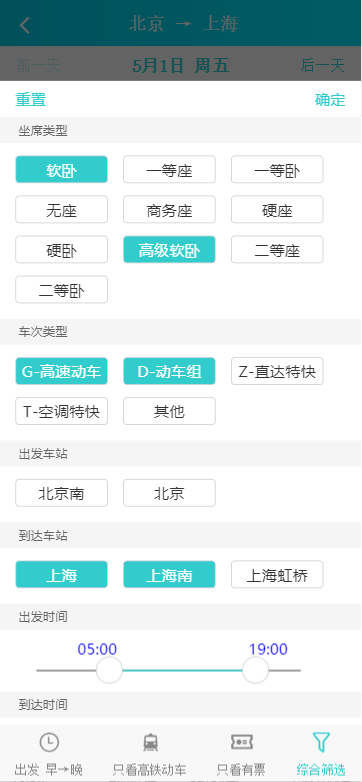 北京 → 上海
前一天 5月1日 周五 后一天
重置 确定
坐席类型
软卧 一等座 一等卧
无座 商务座 硬座
硬卧 高级软卧 二等座
二等卧
车次类型
G-高速动车 D-动车组 Z-直达特快
T-空调特快 其他
出发车站
北京南 北京
到达车站
上海 上海南 上海虹桥
出发时间
05:00 19:00
到达时间
出发 早→晚 只看高铁动车 只看有票 综合筛选